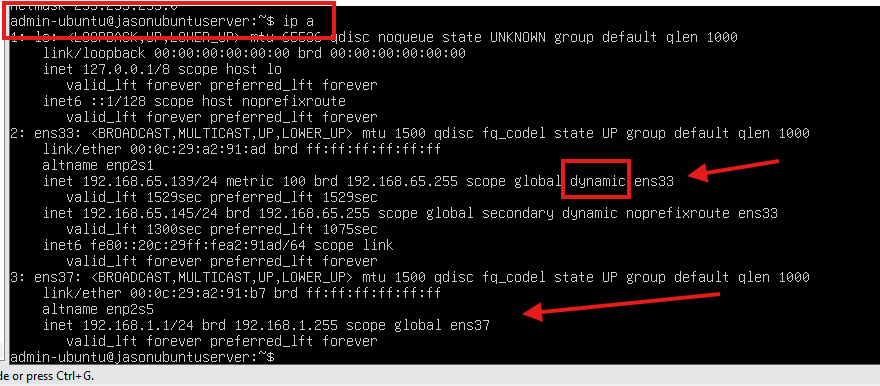 netmask 255.255.255.0
admin-ubuntu@jasonubuntuserver:~$ ip a
1: lo: <LOOPBACK,UP,LOWER_UP> mtu 65536 qdisc noqueue state UNKNOWN group default qlen 1000
link/loopback 00:00:00:00:00:00 brd 00:00:00:00:00:00
inet 127.0.0.1/8 scope host lo
valid_lft forever preferred_lft forever
inet6 ::1/128 scope host noprefixroute
valid_lft forever preferred_lft forever
2: ens33: <BROADCAST,MULTICAST,UP,LOWER_UP> mtu 1500 qdisc fq_codel state UP group default qlen 1000
link/ether 00:0c:29:a2:91:ad brd ff:ff:ff:ff:ff:ff
altname enp2s1
inet 192.168.65.139/24 metric 100 brd 192.168.65.255 scope global dynamic ens33
valid_lft 1529sec preferred_lft 1529sec
inet 192.168.65.145/24 brd 192.168.65.255 scope global secondary dynamic noprefixroute ens33
valid_lft 1300sec preferred_lft 1075sec
inet6 fe80::20c:29ff:fea2:91ad/64 scope link
valid_lft forever preferred_lft forever
3: ens37: <BROADCAST,MULTICAST,UP,LOWER_UP> mtu 1500 qdisc fq_codel state UP group default qlen 1000
link/ether 00:0c:29:a2:91:b7 brd ff:ff:ff:ff:ff:ff
altname enp2s5
inet 192.168.1.1/24 brd 192.168.1.255 scope global ens37
valid_lft forever preferred_lft forever
admin-ubuntu@jasonubuntuserver:~$
de or press Ctrl+G.